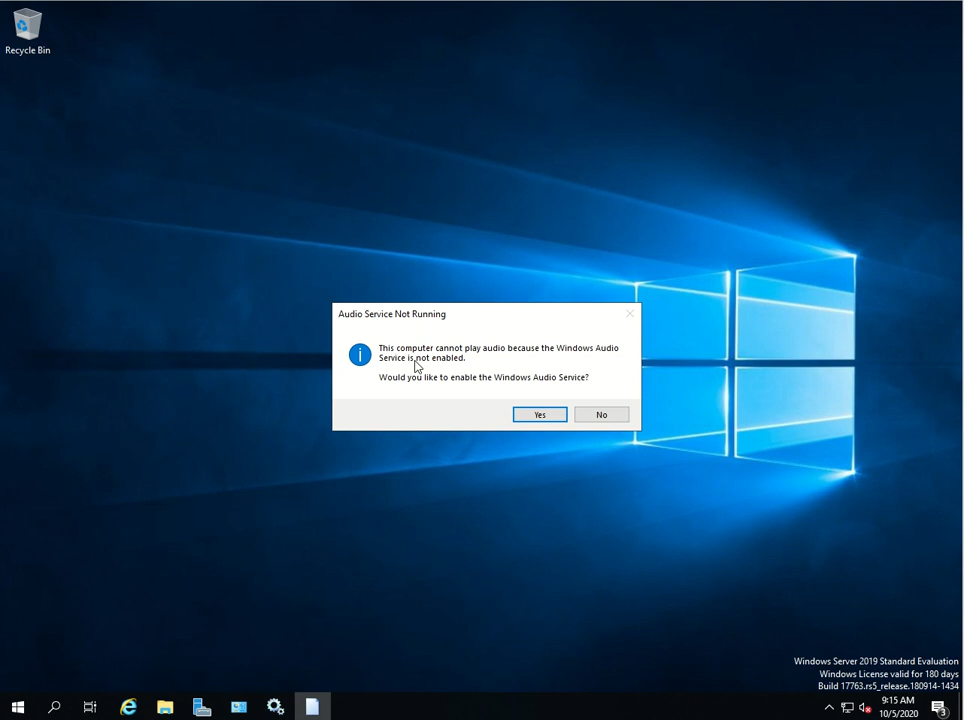 Recycle Bin
Audio Service Not Running
This computer cannot play audio because the Windows Audio
Service is not enabled.
Would you like to enable the Windows Audio Service?
Yes
No
Windows Server 2019 Standard Evaluation
Windows License valid for 180 days
Build 17763.rs5_release.180914-1434
9:15 AM
10/5/2020
3